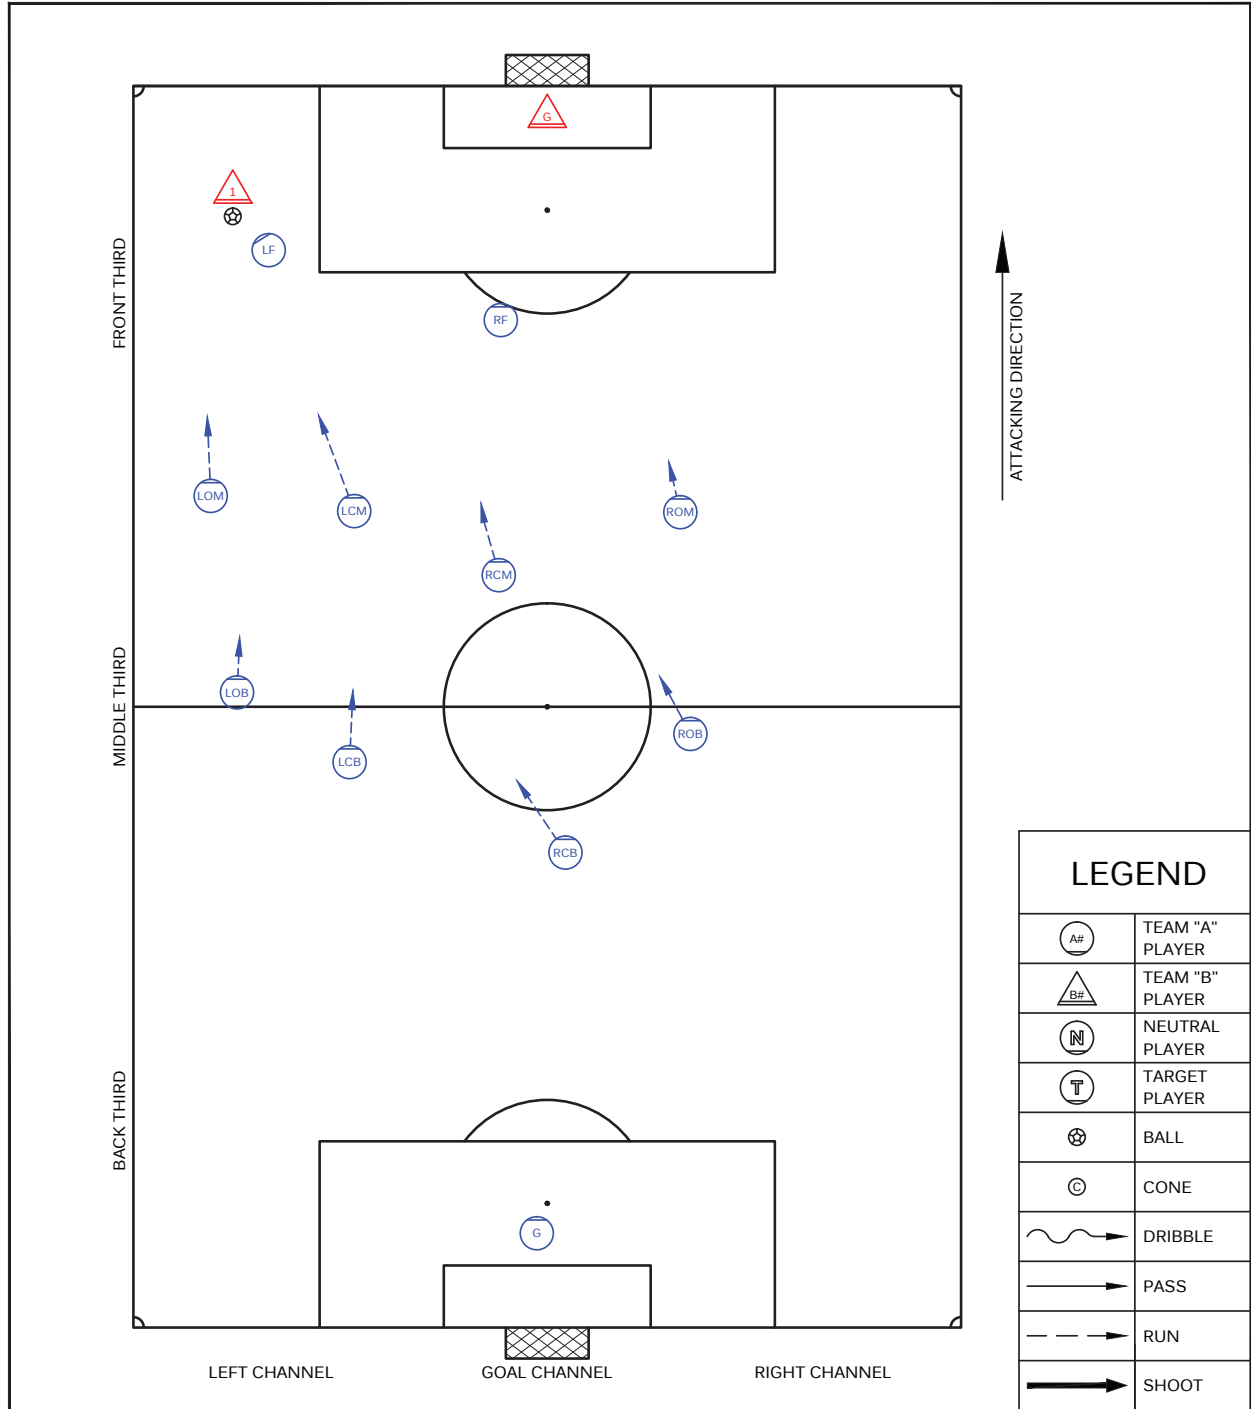 G
1
LF
RF
FRONT THIRD
ATTACKING DIRECTION
LOM
LCM
ROM
RCM
MIDDLE THIRD
LOB
ROB
LCB
RCB
BACK THIRD
G
LEFT CHANNEL
GOAL CHANNEL
RIGHT CHANNEL
LEGEND
A#
TEAM "A"
PLAYER
B#
TEAM "B"
PLAYER
N
NEUTRAL
PLAYER
T
TARGET
PLAYER
BALL
C
CONE
DRIBBLE
PASS
RUN
SHOOT